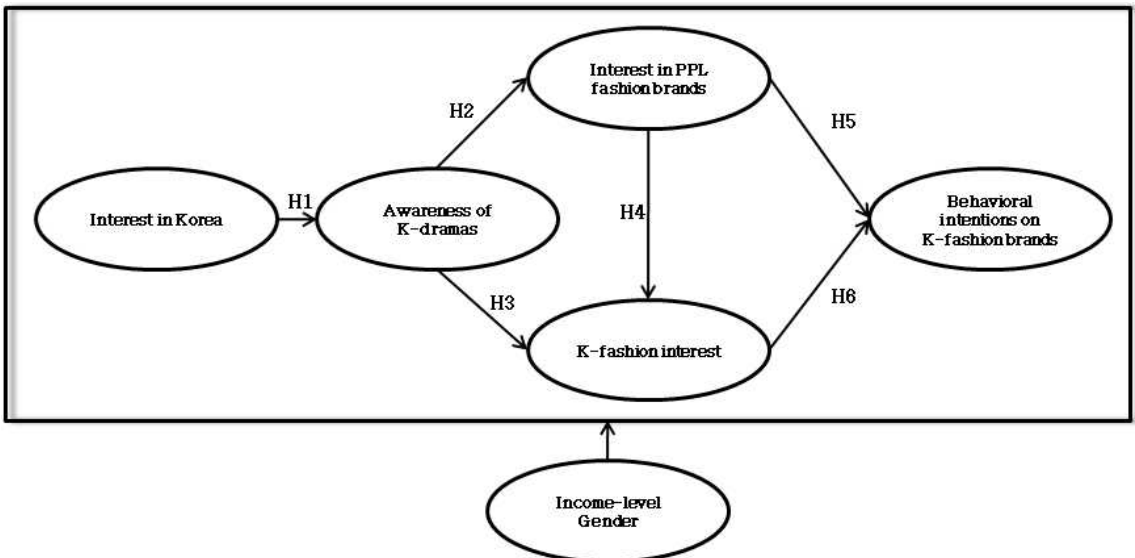 Interest in PPL
fashion brands
H2
H5
Interest in Korea
H1
Awareness of
K-dramas
H4
Behavioral
intentions on
K-fashion brands
H3
H6
K-fashion interest
Income-level
Gender